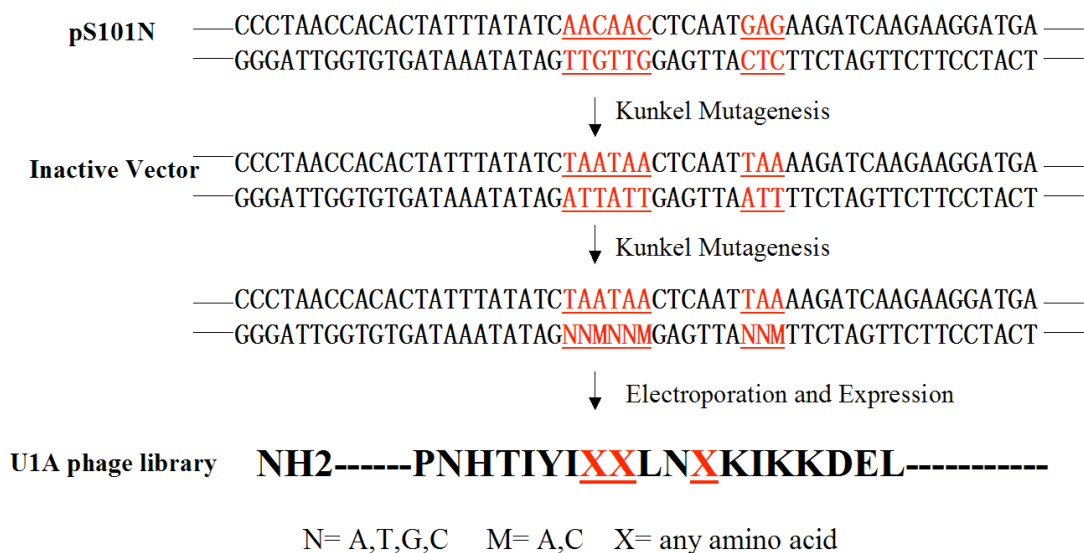 pS101N
CCCTAACCACACTATTTATATCAACAACCTCAATGAGAAGATCAAGAAGGATGA
GGGATTGGTGTGATAAATATAGTTGTTGGAGTTACTCTTCTAGTTCTTCCTACT
Kunkel Mutagenesis
Inactive Vector
CCCTAACCACACTATTTATATCTAATAACTCAATTAAAAGATCAAGAAGGATGA
GGGATTGGTGTGATAAATATAGATTATTGAGTTAATTTTCTAGTTCTTCCTACT
Kunkel Mutagenesis
CCCTAACCACACTATTTATATCTAATAACTCAATTAAAAGATCAAGAAGGATGA
GGGATTGGTGTGATAAATATAGNNMNNMGAGTTANNMTTCTAGTTCTTCCTACT
Electroporation and Expression
U1A phage library NH2------PNHTIYIXXLNXKIKKDEL-----------
N= A,T,G,C M= A,C X= any amino acid